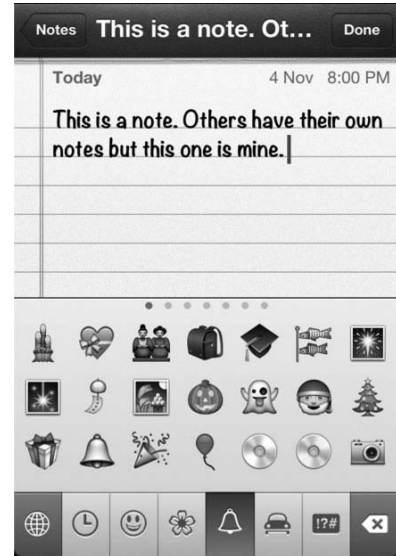 Notes This is a note. Ot... Done
Today 4 Nov 8:00 PM
This is a note. Others have their own
notes but this one is mine.
!?#